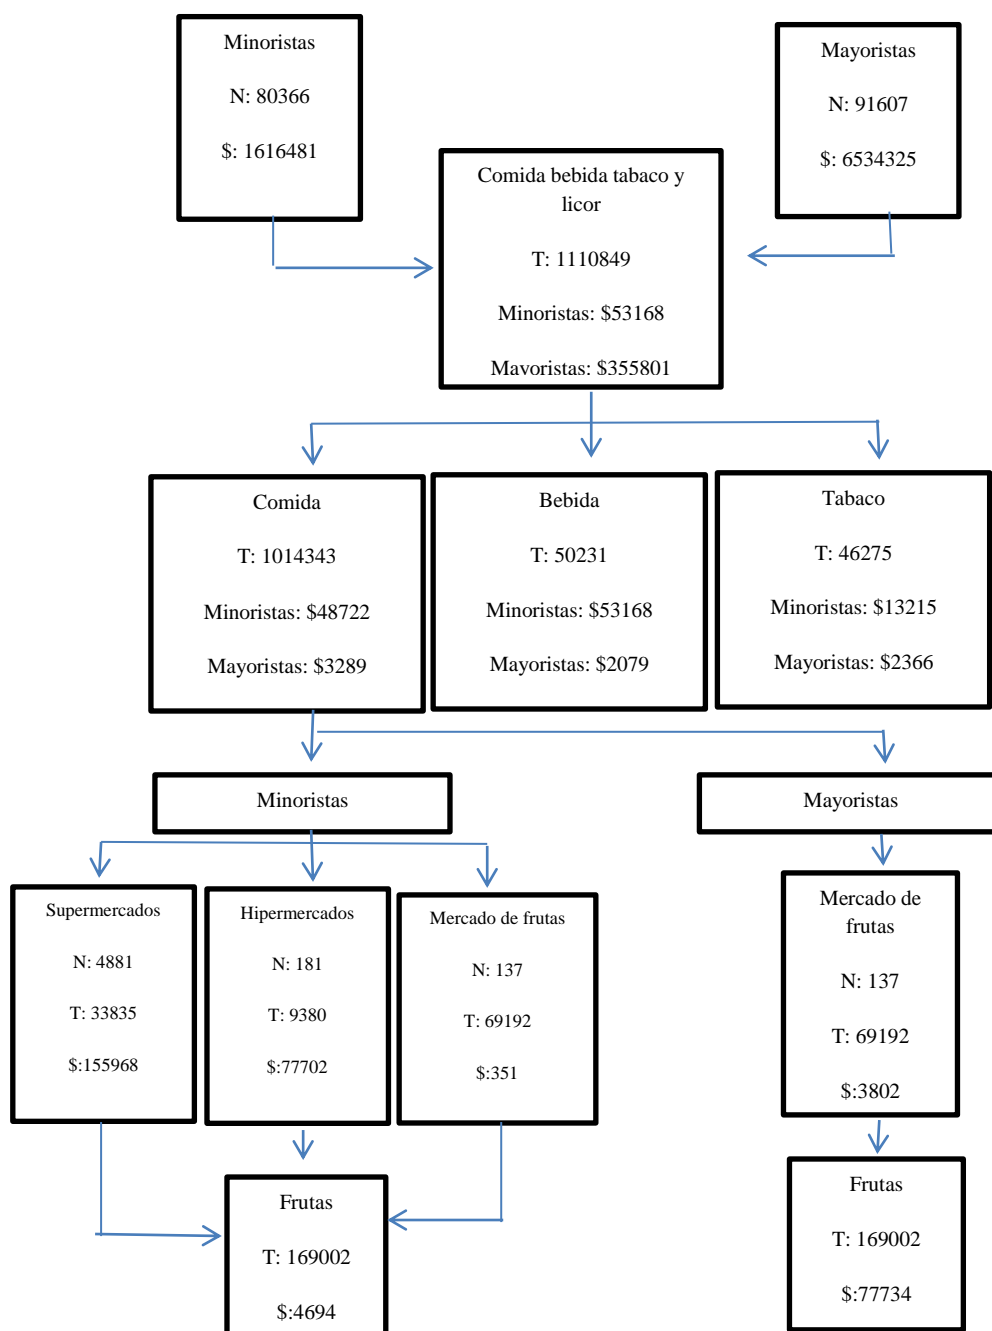 Minoristas
N: 80366
$: 1616481
Mayoristas
N: 91607
$: 6534325
Comida bebida tabaco y
licor
T: 1110849
Minoristas: $53168
Mayoristas: $355801
Comida
T: 1014343
Minoristas: $48722
Mayoristas: $3289
Bebida
T: 50231
Minoristas: $53168
Mayoristas: $2079
Tabaco
T: 46275
Minoristas: $13215
Mayoristas: $2366
Minoristas
Mayoristas
Supermercados
N: 4881
T: 33835
$:155968
Hipermercados
N: 181
T: 9380
$:77702
Mercado de frutas
N: 137
T: 69192
$:351
Mercado de
frutas
N: 137
T: 69192
$:3802
Frutas
T: 169002
$:4694
Frutas
T: 169002
$:77734